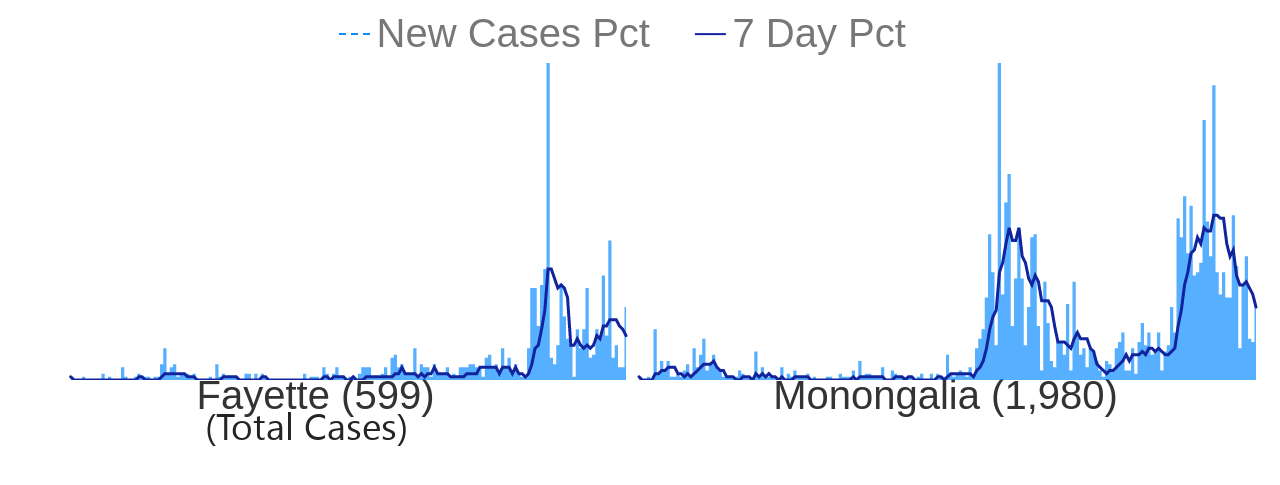 New Cases Pct 7 Day Pct
Fayette (599) Monongalia (1,980)
(Total Cases)